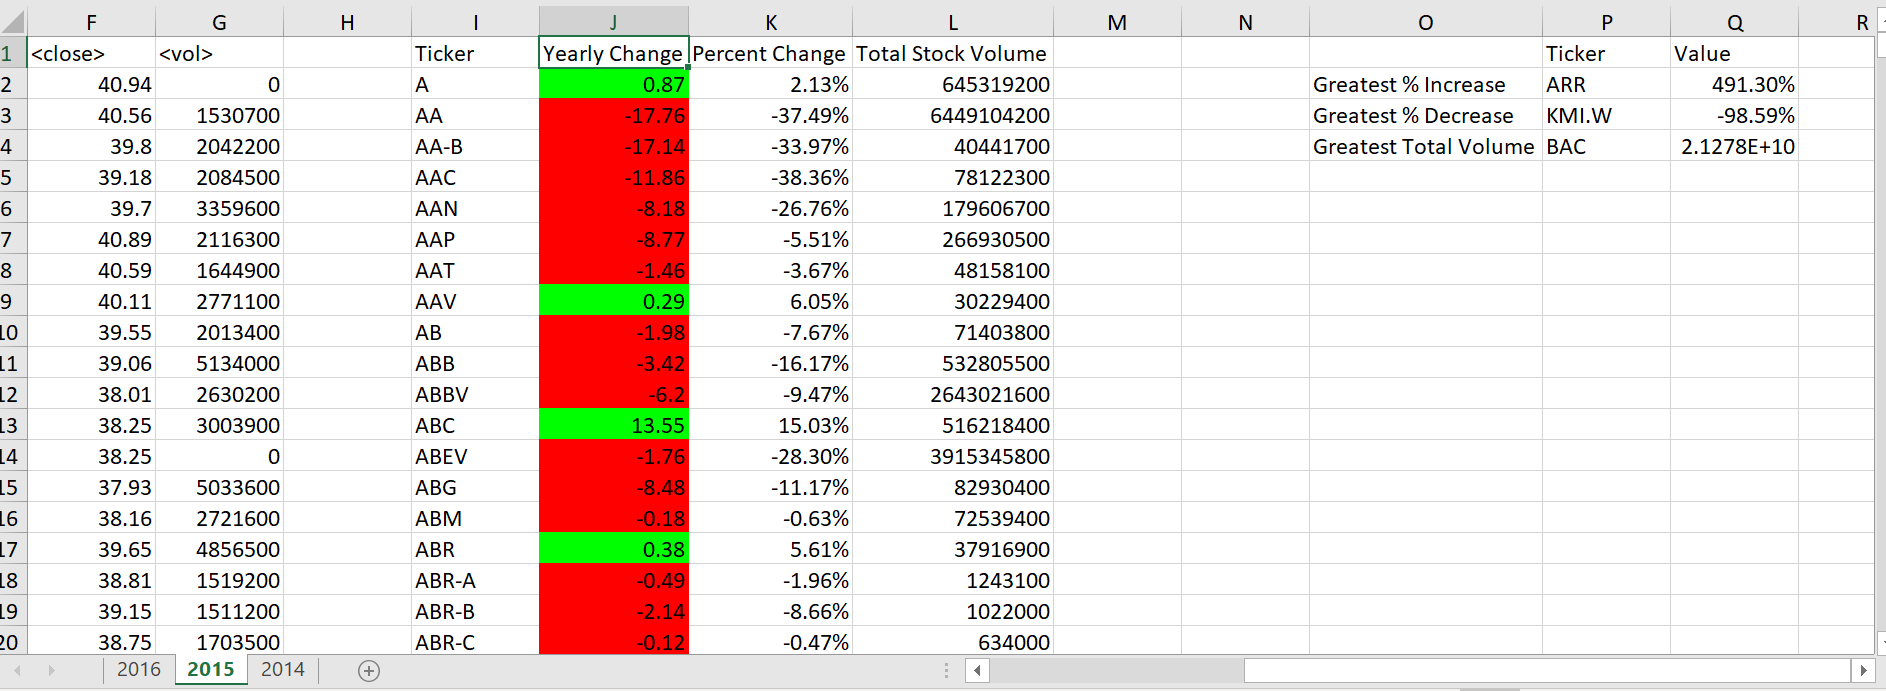 F G H I J K L M N O P Q R
1 <close> <vol> Ticker Yearly Change Percent Change Total Stock Volume Ticker Value
2 40.94 0 A 0.87 2.13% 645319200 Greatest % Increase ARR 491.30%
3 40.56 1530700 AA -17.76 -37.49% 6449104200 Greatest % Decrease KMI.W -98.59%
4 39.8 2042200 AA-B -17.14 -33.97% 40441700 Greatest Total Volume BAC 2.1278E+10
5 39.18 2084500 AAC -11.86 -38.36% 78122300
6 39.7 3359600 AAN -8.18 -26.76% 179606700
7 40.89 2116300 AAP -8.77 -5.51% 266930500
8 40.59 1644900 AAT -1.46 -3.67% 48158100
9 40.11 2771100 AAV 0.29 6.05% 30229400
10 39.55 2013400 AB -1.98 -7.67% 71403800
11 39.06 5134000 ABB -3.42 -16.17% 532805500
12 38.01 2630200 ABBV -6.2 -9.47% 2643021600
13 38.25 3003900 ABC 13.55 15.03% 516218400
14 38.25 0 ABEV -1.76 -28.30% 3915345800
15 37.93 5033600 ABG -8.48 -11.17% 82930400
16 38.16 2721600 ABM -0.18 -0.63% 72539400
17 39.65 4856500 ABR 0.38 5.61% 37916900
18 38.81 1519200 ABR-A -0.49 -1.96% 1243100
19 39.15 1511200 ABR-B -2.14 -8.66% 1022000
20 38.75 1703500 ABR-C -0.12 -0.47% 634000
2016 2015 2014